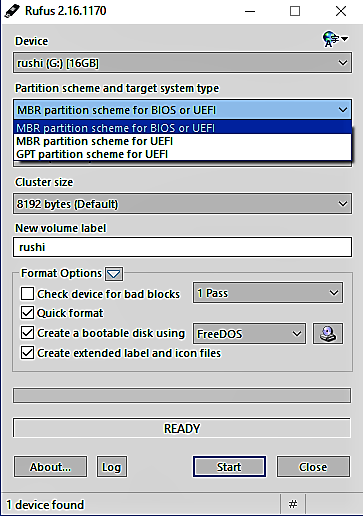 Rufus 2.16.1170
Device
rushi (G:) [16GB]
Partition scheme and target system type
MBR partition scheme for BIOS or UEFI
MBR partition scheme for BIOS or UEFI
MBR partition scheme for UEFI
GPT partition scheme for UEFI
Cluster size
8192 bytes (Default)
New volume label
rushi
Format Options
Check device for bad blocks 1 Pass
Quick format
Create a bootable disk using FreeDOS
Create extended label and icon files
READY
About... Log Start Close
1 device found #